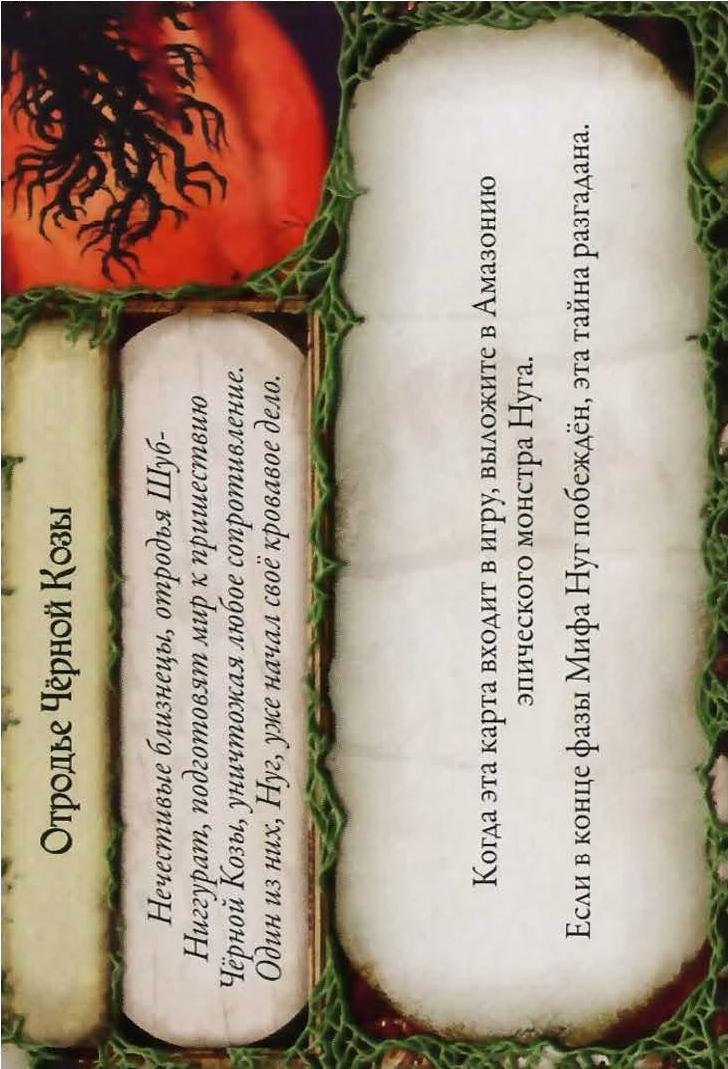 Отродье Чёрной Козы
Нечестивые близнецы, отродья Шуб-
Ниггурат, подготовят мир к пришествию
Чёрной Козы, уничтожая любое сопротивление.
Один из них, Нуг, уже начал своё кровавое дело.
Когда эта карта входит в игру, выложите в Амазонию
эпического монстра Нуга.
Если в конце фазы Мифа Нуг побеждён, эта тайна разгадана.